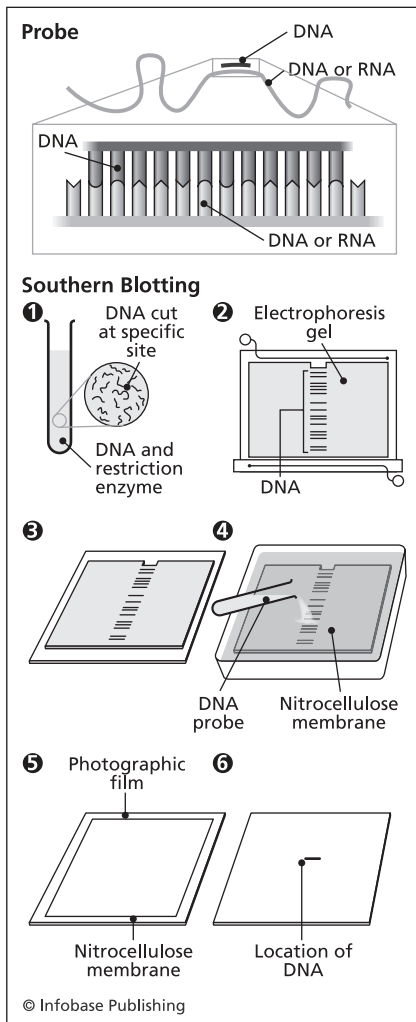 Probe
DNA
DNA or RNA
DNA
DNA or RNA
Southern Blotting
1
DNA cut
at specific
site
DNA and
restriction
enzyme
2
Electrophoresis
gel
DNA
3
4
DNA
probe
Nitrocellulose
membrane
5
Photographic
film
Nitrocellulose
membrane
6
Location of
DNA
© Infobase Publishing